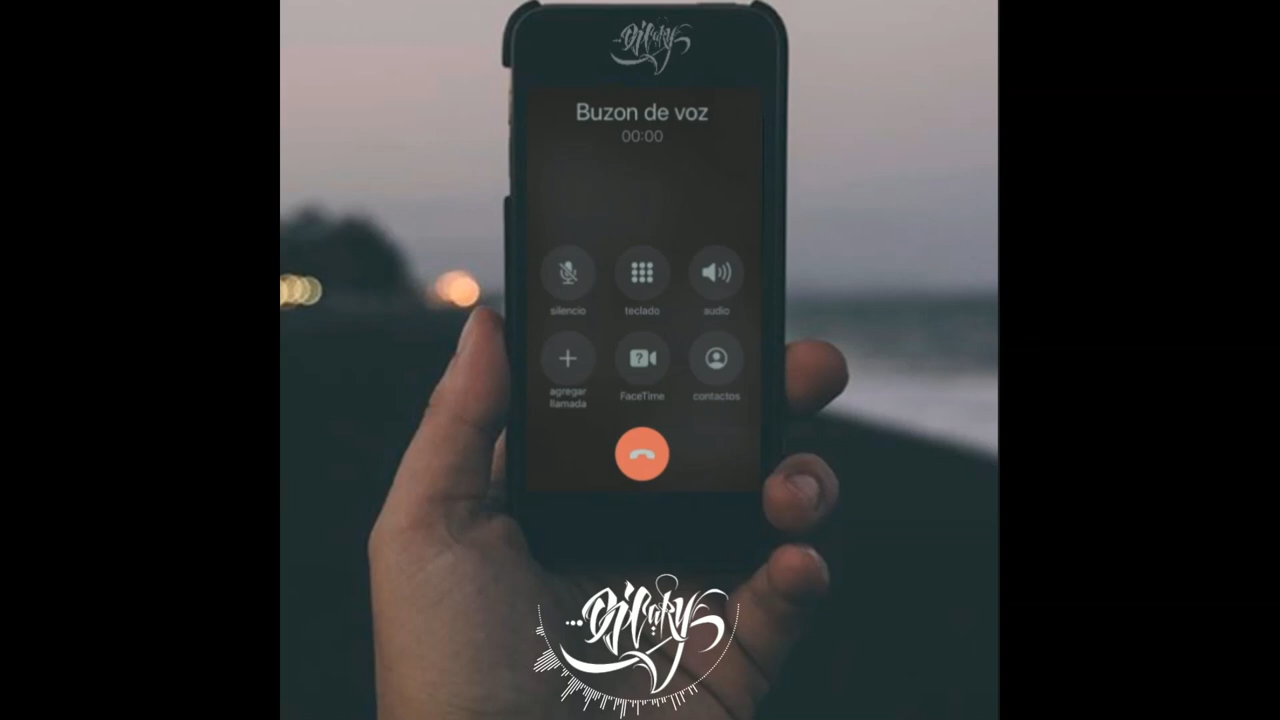 Buzon de voz
00:00
silencio
teclado
audio
agregar
llamada
FaceTime
contactos